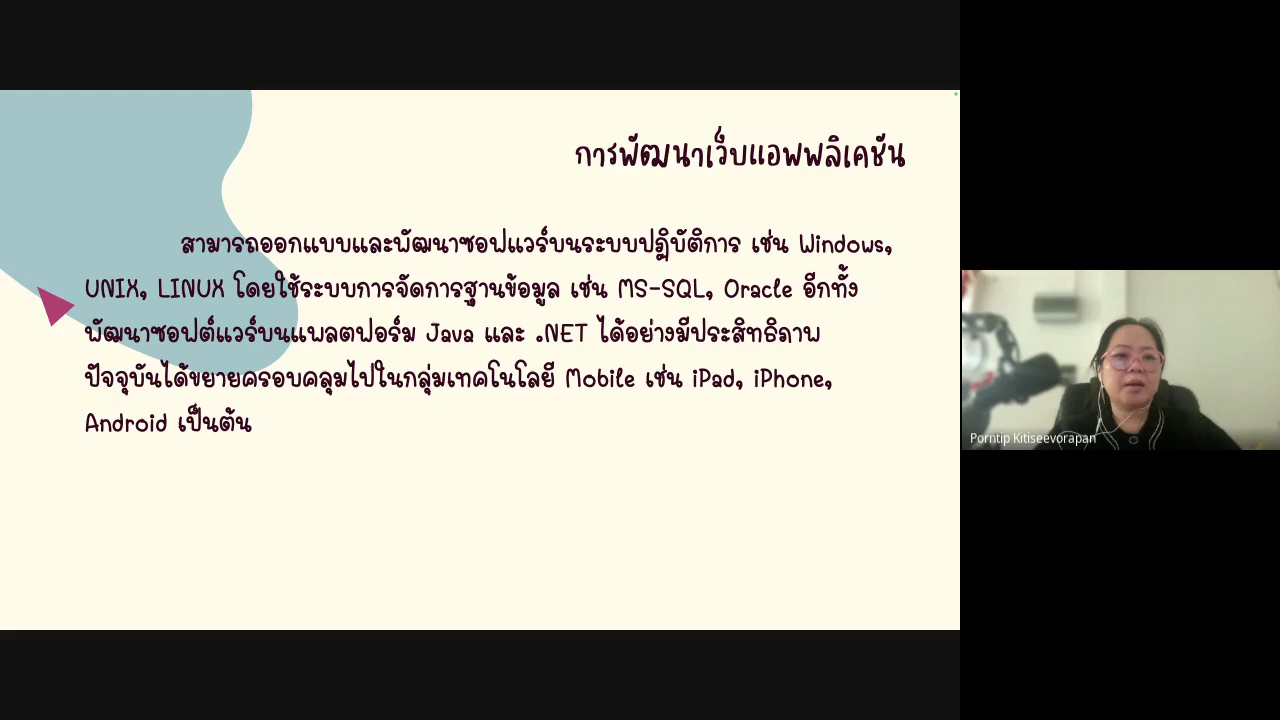 การพัฒนาเว็บแอฟฟลิเคชัน
สามารถออกแบบและพัฒนาซอฟแวร์บนระบบปฏิบัติการ เช่น Windows,
UNIX, LINUX โดยใช้ระบบการจัดการฐานข้อมูล เช่น MS-SQL, Oracle อีกทั้ง
พัฒนาซอฟต์แวร์บนแพลตฟอร์ม Java และ .NET ได้อย่างมีประสิทธิภาพ
ปัจจุบันได้ขยายครอบคลุมไปในกลุ่มเทคโนโลยี Mobile เช่น iPad, iPhone,
Android เป็นต้น
Porntip Kitiseevorapan